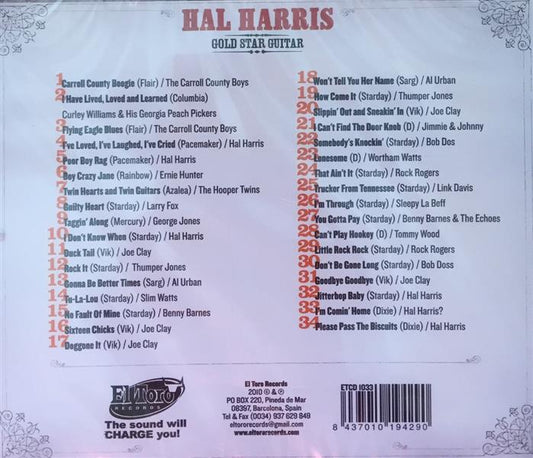 HAL HARRIS
GOLD STAR GUITAR
1 Carroll County Boogie (Flair) / The Carroll County Boys
2 I Have Lived, Loved and Learned (Columbia)
Curley Williams & His Georgia Peach Pickers
3 Flying Eagle Blues (Flair) / The Carroll County Boys
4 I've Loved, I've Laughed, I've Cried (Pacemaker) / Hal Harris
5 Poor Boy Rag (Pacemaker) / Hal Harris
6 Boy Crazy Jane (Rainbow) / Ernie Hunter
7 Twin Hearts and Twin Guitars (Azalea) / The Hooper Twins
8 Guilty Heart (Starday) / Larry Fox
9 Taggin' Along (Mercury) / George Jones
10 I Don't Know When (Starday) / Hal Harris
11 Duck Tail (Vik) / Joe Clay
12 Rock It (Starday) / Thumper Jones
13 Gonna Be Better Times (Sarg) / Al Urban
14 Tu-La-Lou (Starday) / Slim Watts
15 No Fault Of Mine (Starday) / Benny Barnes
16 Sixteen Chicks (Vik) / Joe Clay
17 Doggone It (Vik) / Joe Clay
18 Won't Tell You Her Name (Sarg) / Al Urban
19 How Come It (Starday) / Thumper Jones
20 Slippin' Out and Sneakin' In (Vik) / Joe Clay
21 I Can't Find The Door Knob (D) / Jimmie & Johnny
22 Somebody's Knockin' (Starday) / Bob Dos
23 Lonesome (D) / Wortham Watts
24 That Ain't It (Starday) / Rock Rogers
25 Trucker From Tennessee (Starday) / Link Davis
26 I'm Through (Starday) / Sleepy La Beff
27 You Gotta Pay (Starday) / Benny Barnes & The Echoes
28 Can't Play Hookey (D) / Tommy Wood
29 Little Rock Rock (Starday) / Rock Rogers
30 Don't Be Gone Long (Starday) / Bob Doss
31 Goodbye Goodbye (Vik) / Joe Clay
32 Jitterbop Baby (Starday) / Hal Harris
33 I'm Comin' Home (Dixie) / Hal Harris?
34 Please Pass The Biscuits (Dixie) / Hal Harris
El Toro
RECORDS
The sound will
CHARGE you!
El Toro Records
2010 © & ℗
PO BOX 220, Pineda de Mar
08397, Barcelona, Spain
Tel & Fax (0034) 937 629 849
eltororecords@gmail.com
www.eltororecords.com
ETCD 1033
8 437010 194290